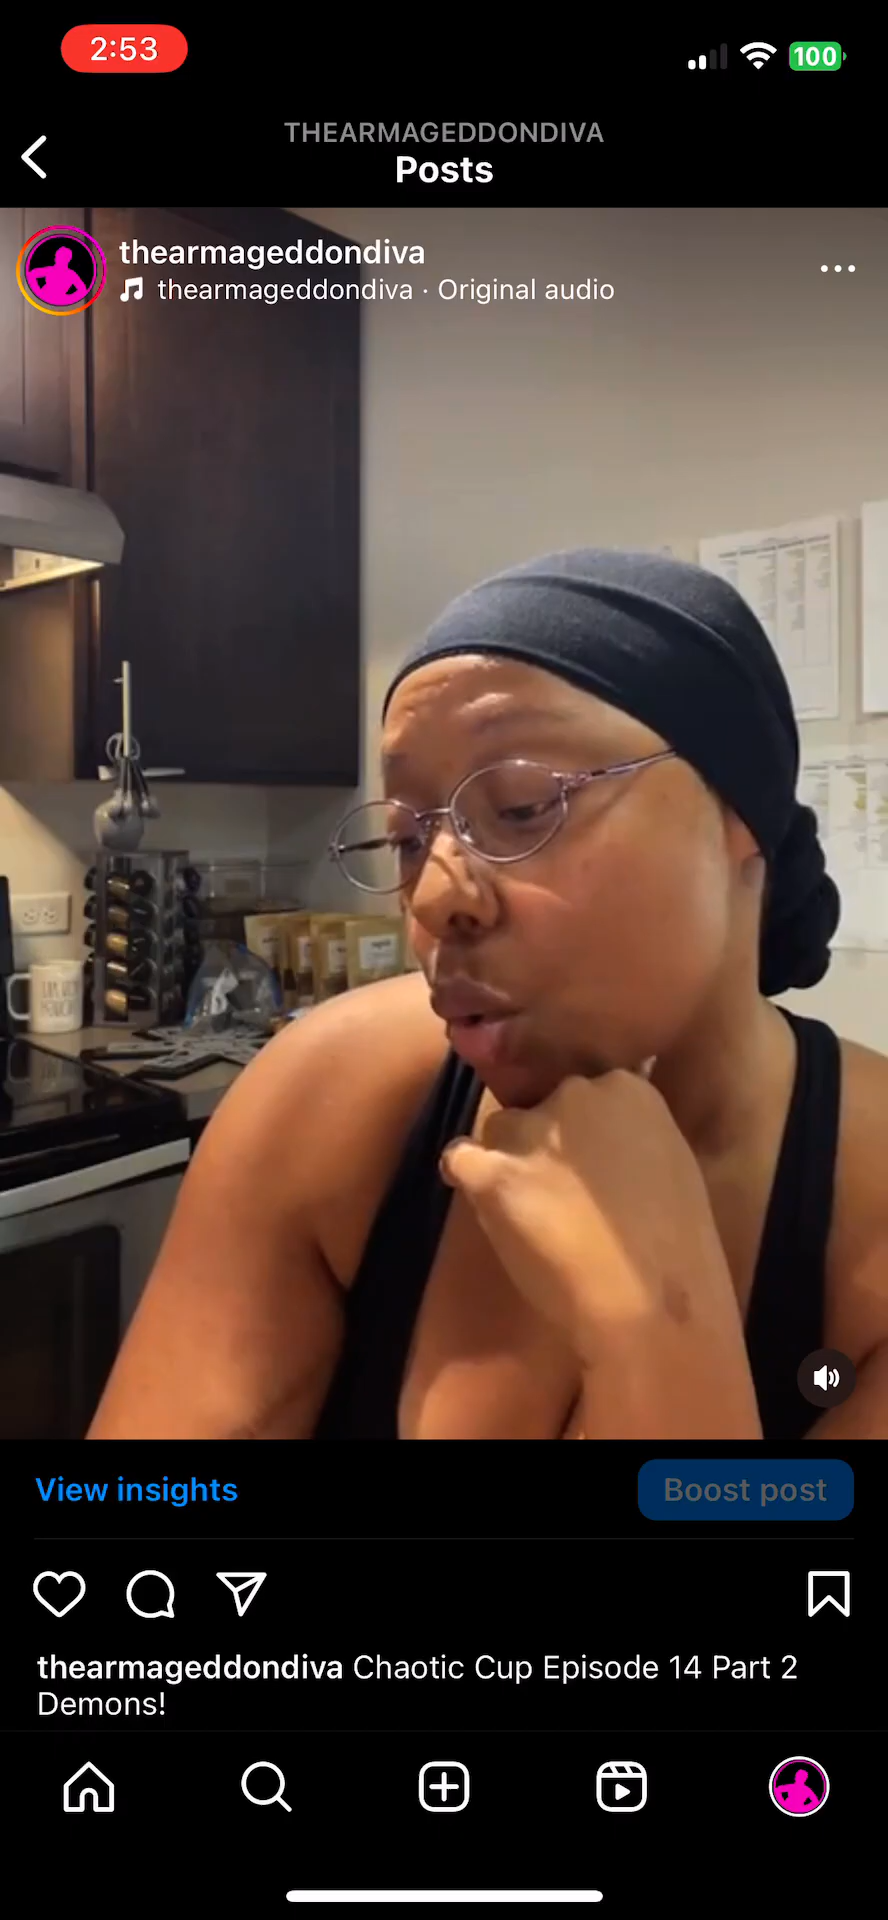 2:53
100
THEARMAGEDDONDIVA
Posts
thearmageddondiva
thearmageddondiva · Original audio
View insights
Boost post
thearmageddondiva Chaotic Cup Episode 14 Part 2
Demons!